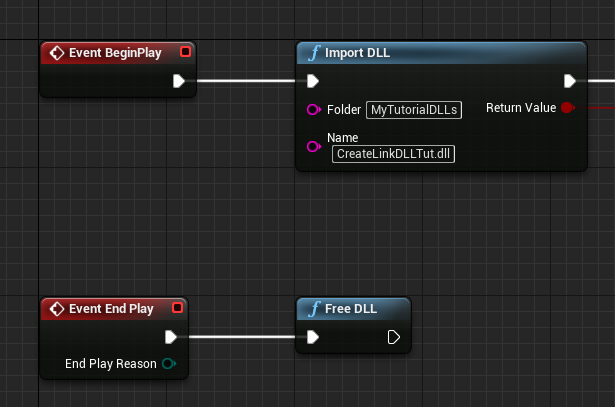 Event BeginPlay
Import DLL
Folder MyTutorialDLLs
Return Value
Name
CreateLinkDLLTut.dll
Event End Play
Free DLL
End Play Reason